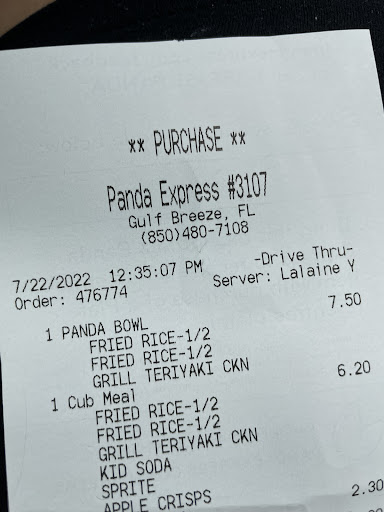 ** PURCHASE **
Panda Express #3107
Gulf Breeze, FL
(850)480-7108
7/22/2022 12:35:07 PM -Drive Thru-
Order: 476774 Server: Lalaine Y
1 PANDA BOWL 7.50
FRIED RICE-1/2
FRIED RICE-1/2
GRILL TERIYAKI CKN
1 Cub Meal 6.20
FRIED RICE-1/2
FRIED RICE-1/2
GRILL TERIYAKI CKN
KID SODA
SPRITE
APPLE CRISPS 2.30